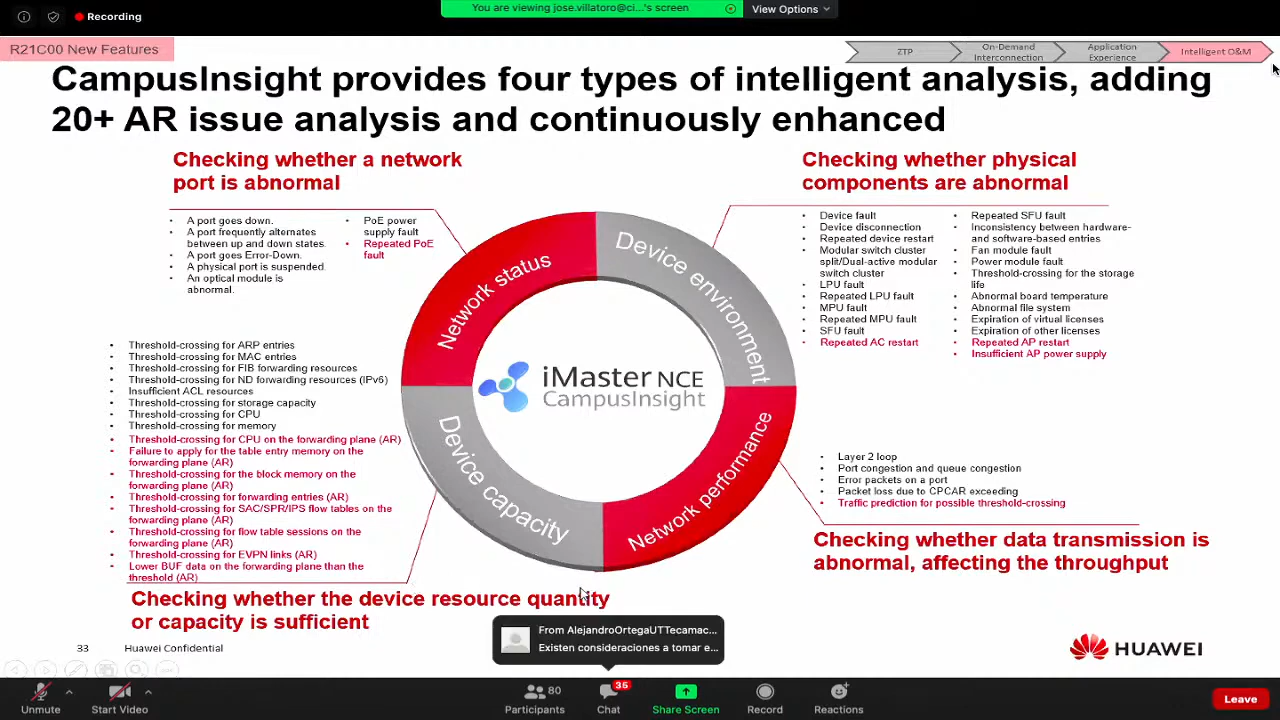 Recording
You are viewing jose.villatoro@ci...'s screen
View Options
R21C00 New Features
ZTP
On-Demand
Interconnection
Application
Experience
Intelligent O&M
CampusInsight provides four types of intelligent analysis, adding
20+ AR issue analysis and continuously enhanced
Checking whether a network
port is abnormal
• A port goes down.
• A port frequently alternates
between up and down states.
• A port goes Error-Down.
• A physical port is suspended.
• An optical module is
abnormal.
• PoE power
supply fault
• Repeated PoE
fault
Checking whether physical
components are abnormal
• Device fault
• Device disconnection
• Repeated device restart
• Modular switch cluster
split/Dual-active modular
switch cluster
• LPU fault
• Repeated LPU fault
• MPU fault
• Repeated MPU fault
• SFU fault
• Repeated AC restart
• Repeated SFU fault
• Inconsistency between hardware-
and software-based entries
• Fan module fault
• Power module fault
• Threshold-crossing for the storage
life
• Abnormal board temperature
• Abnormal file system
• Expiration of virtual licenses
• Expiration of other licenses
• Repeated AP restart
• Insufficient AP power supply
Network status
Device environment
iMaster NCE
CampusInsight
Device capacity
Network performance
• Threshold-crossing for ARP entries
• Threshold-crossing for MAC entries
• Threshold-crossing for FIB forwarding resources
• Threshold-crossing for ND forwarding resources (IPv6)
• Insufficient ACL resources
• Threshold-crossing for storage capacity
• Threshold-crossing for CPU
• Threshold-crossing for memory
• Threshold-crossing for CPU on the forwarding plane (AR)
• Failure to apply for the table entry memory on the
forwarding plane (AR)
• Threshold-crossing for the block memory on the
forwarding plane (AR)
• Threshold-crossing for forwarding entries (AR)
• Threshold-crossing for SAC/SPR/IPS flow tables on the
forwarding plane (AR)
• Threshold-crossing for flow table sessions on the
forwarding plane (AR)
• Threshold-crossing for EVPN links (AR)
• Lower BUF data on the forwarding plane than the
threshold (AR)
Checking whether the device resource quantity
or capacity is sufficient
• Layer 2 loop
• Port congestion and queue congestion
• Error packets on a port
• Packet loss due to CPCAR exceeding
• Traffic prediction for possible threshold-crossing
Checking whether data transmission is
abnormal, affecting the throughput
33
Huawei Confidential
HUAWEI
From AlejandroOrtegaUTTecamac...
Existen consideraciones a tomar e...
Unmute
Start Video
80
Participants
35
Chat
Share Screen
Record
Reactions
Leave